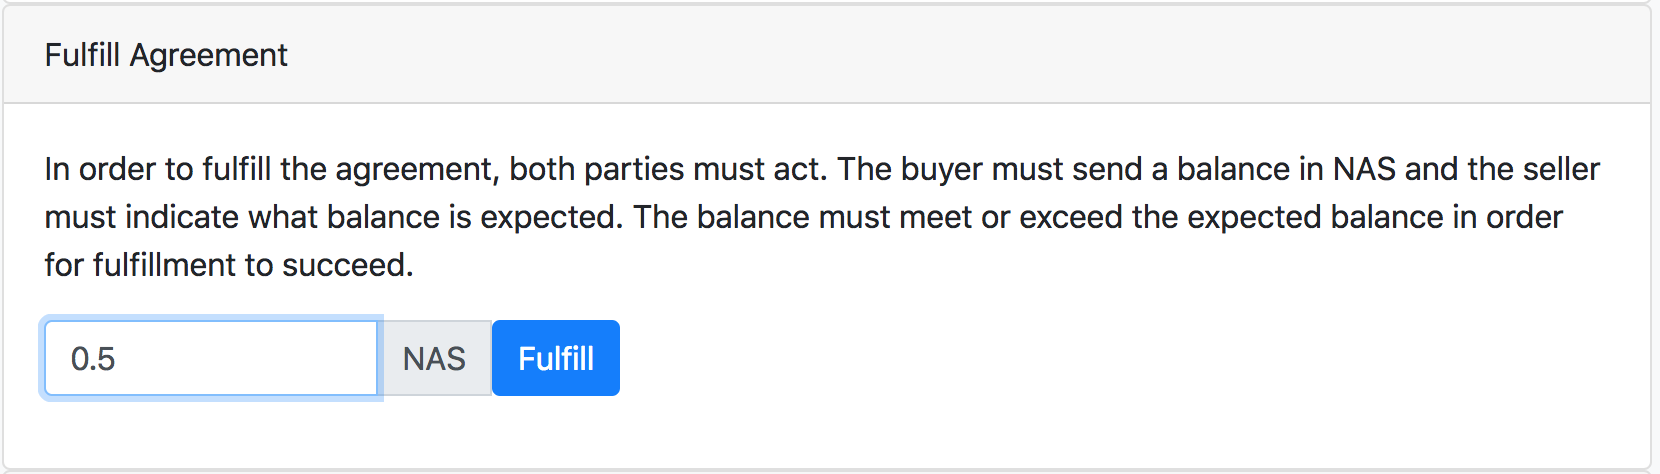 Fulfill Agreement
In order to fulfill the agreement, both parties must act. The buyer must send a balance in NAS and the seller
must indicate what balance is expected. The balance must meet or exceed the expected balance in order
for fulfillment to succeed.
0.5 NAS Fulfill